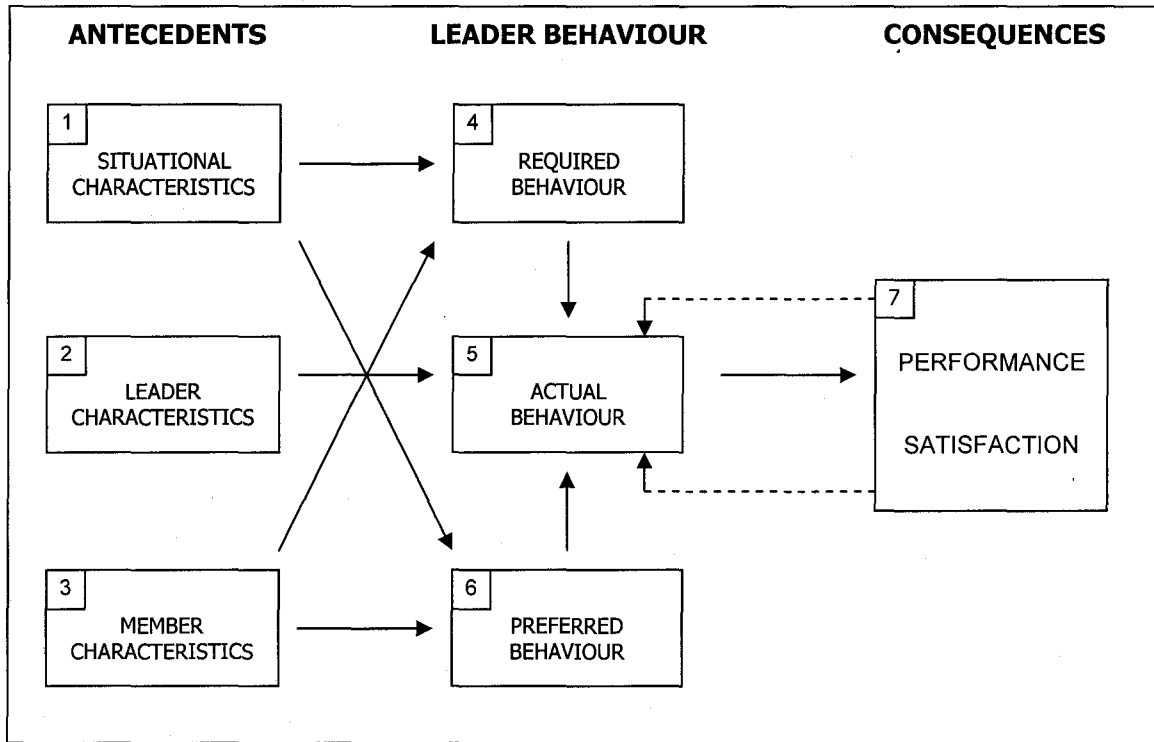 ANTECEDENTS LEADER BEHAVIOUR CONSEQUENCES
1
SITUATIONAL
CHARACTERISTICS
4
REQUIRED
BEHAVIOUR
2
LEADER
CHARACTERISTICS
5
ACTUAL
BEHAVIOUR
7
PERFORMANCE
SATISFACTION
3
MEMBER
CHARACTERISTICS
6
PREFERRED
BEHAVIOUR